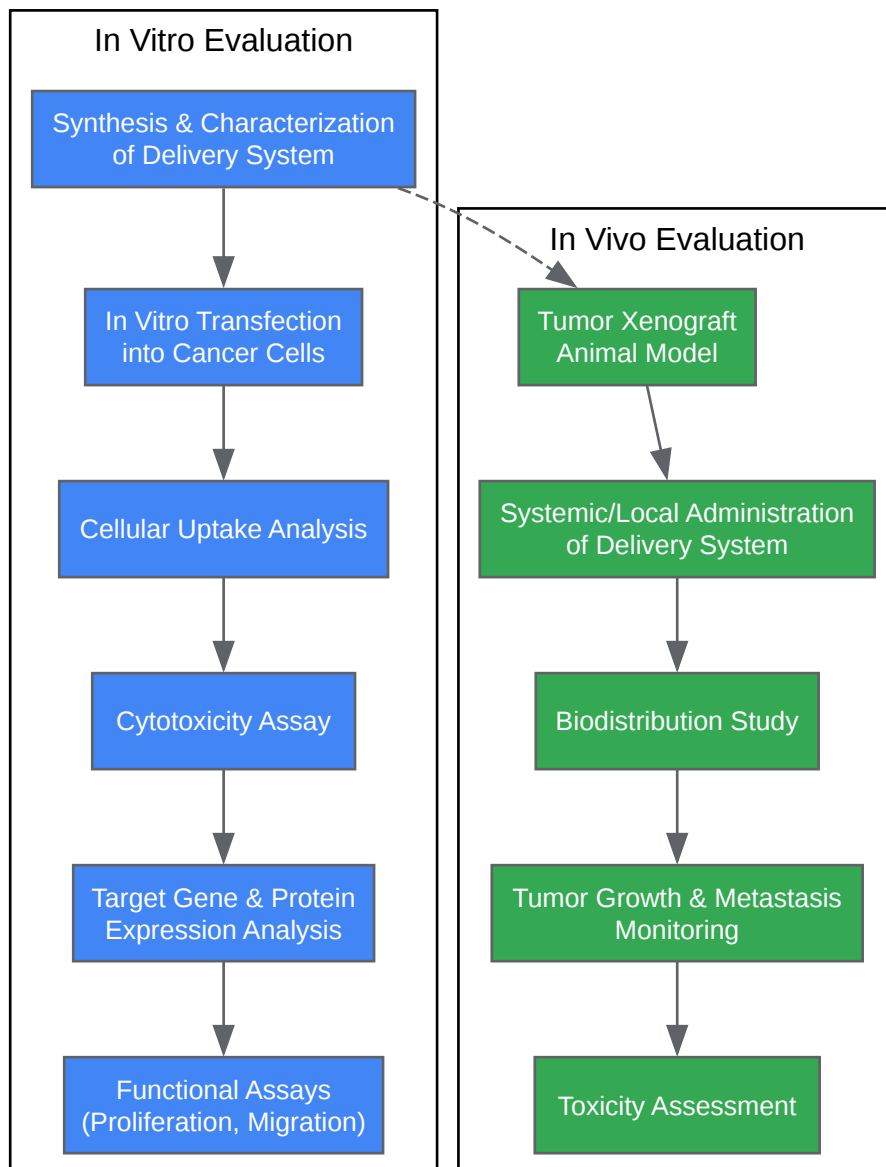 In Vitro Evaluation
Synthesis & Characterization
of Delivery System
In Vitro Transfection
into Cancer Cells
Cellular Uptake Analysis
Cytotoxicity Assay
Target Gene & Protein
Expression Analysis
Functional Assays
(Proliferation, Migration)
In Vivo Evaluation
Tumor Xenograft
Animal Model
Systemic/Local Administration
of Delivery System
Biodistribution Study
Tumor Growth & Metastasis
Monitoring
Toxicity Assessment